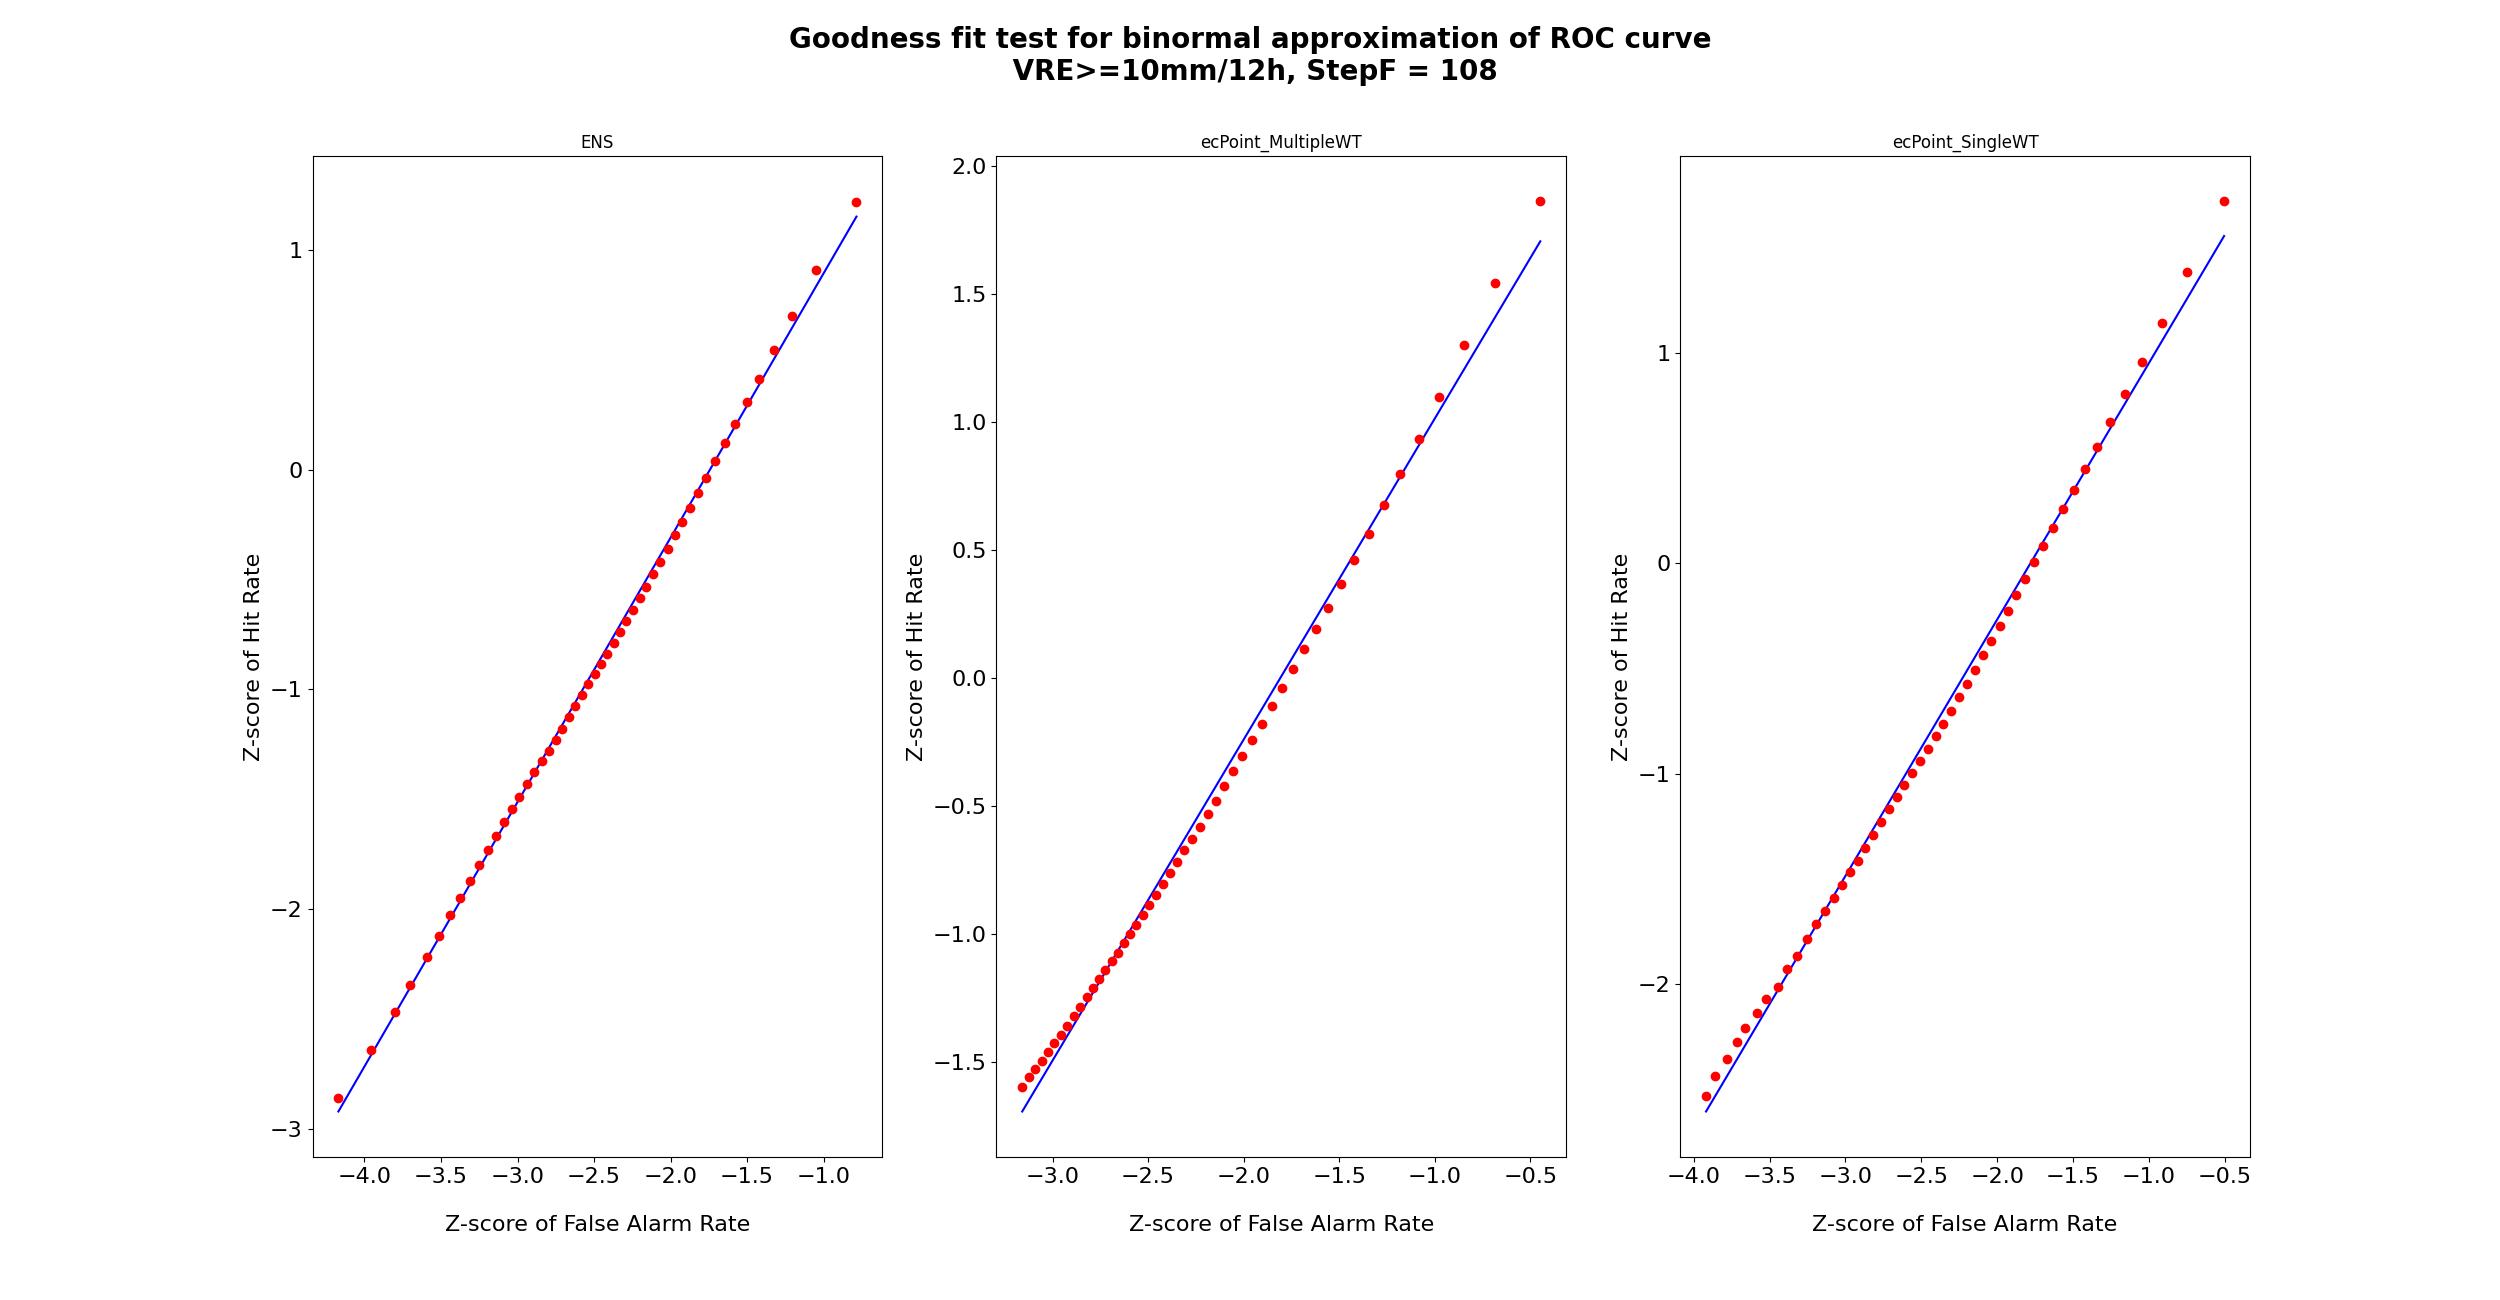 Goodness fit test for binormal approximation of ROC curve
VRE>=10mm/12h, StepF = 108
ENS
1
0
−1
−2
−3
Z-score of Hit Rate
−4.0 −3.5 −3.0 −2.5 −2.0 −1.5 −1.0
Z-score of False Alarm Rate
ecPoint_MultipleWT
2.0
1.5
1.0
0.5
0.0
−0.5
−1.0
−1.5
Z-score of Hit Rate
−3.0 −2.5 −2.0 −1.5 −1.0 −0.5
Z-score of False Alarm Rate
ecPoint_SingleWT
1
0
−1
−2
Z-score of Hit Rate
−4.0 −3.5 −3.0 −2.5 −2.0 −1.5 −1.0 −0.5
Z-score of False Alarm Rate